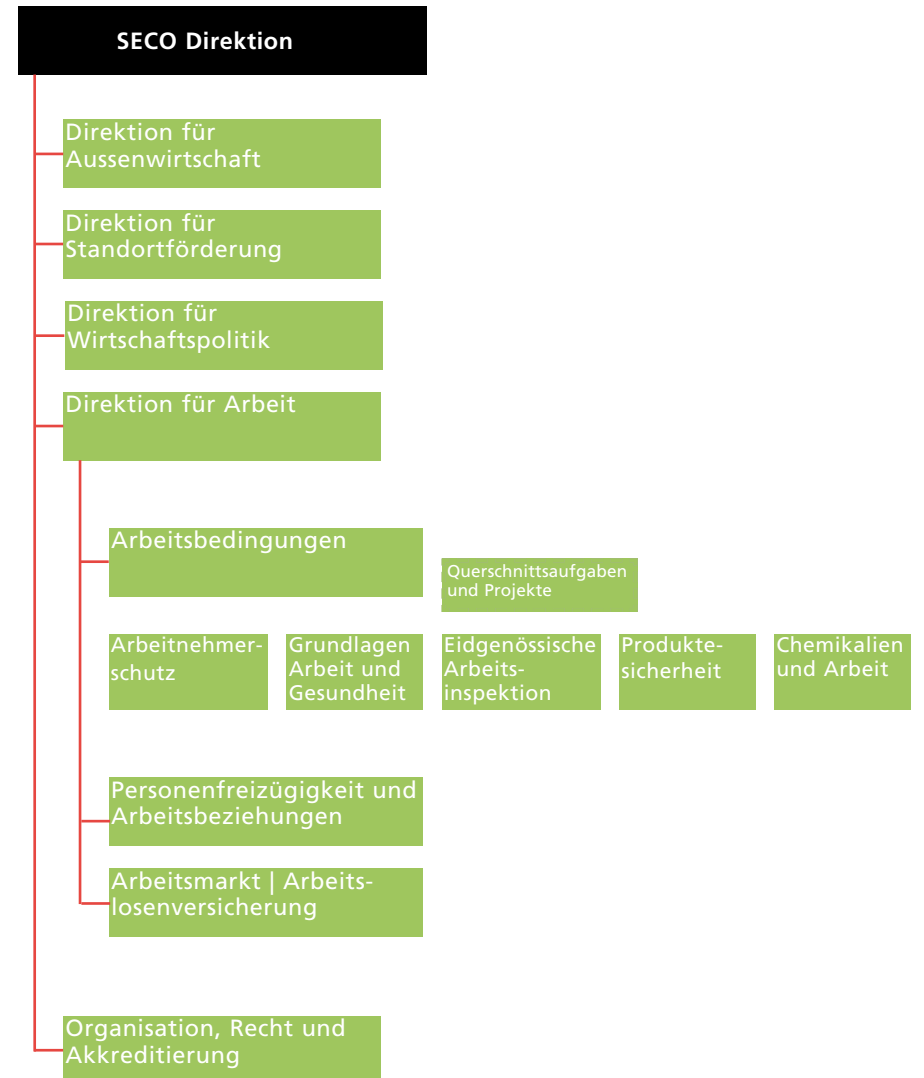 SECO Direktion
Direktion für
Aussenwirtschaft
Direktion für
Standortförderung
Direktion für
Wirtschaftspolitik
Direktion für Arbeit
Arbeitsbedingungen
Querschnittsaufgaben
und Projekte
Arbeitnehmer-
schutz
Grundlagen
Arbeit und
Gesundheit
Eidgenössische
Arbeits-
inspektion
Produkte-
sicherheit
Chemikalien
und Arbeit
Personenfreizügigkeit und
Arbeitsbeziehungen
Arbeitsmarkt | Arbeits-
losenversicherung
Organisation, Recht und
Akkreditierung